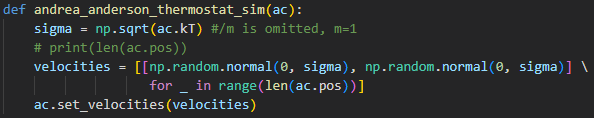 def andrea_anderson_thermostat_sim(ac):
    sigma = np.sqrt(ac.kT) #/m is omitted, m=1
    # print(len(ac.pos))
    velocities = [[np.random.normal(0, sigma), np.random.normal(0, sigma)] \
                    for _ in range(len(ac.pos))]
    ac.set_velocities(velocities)